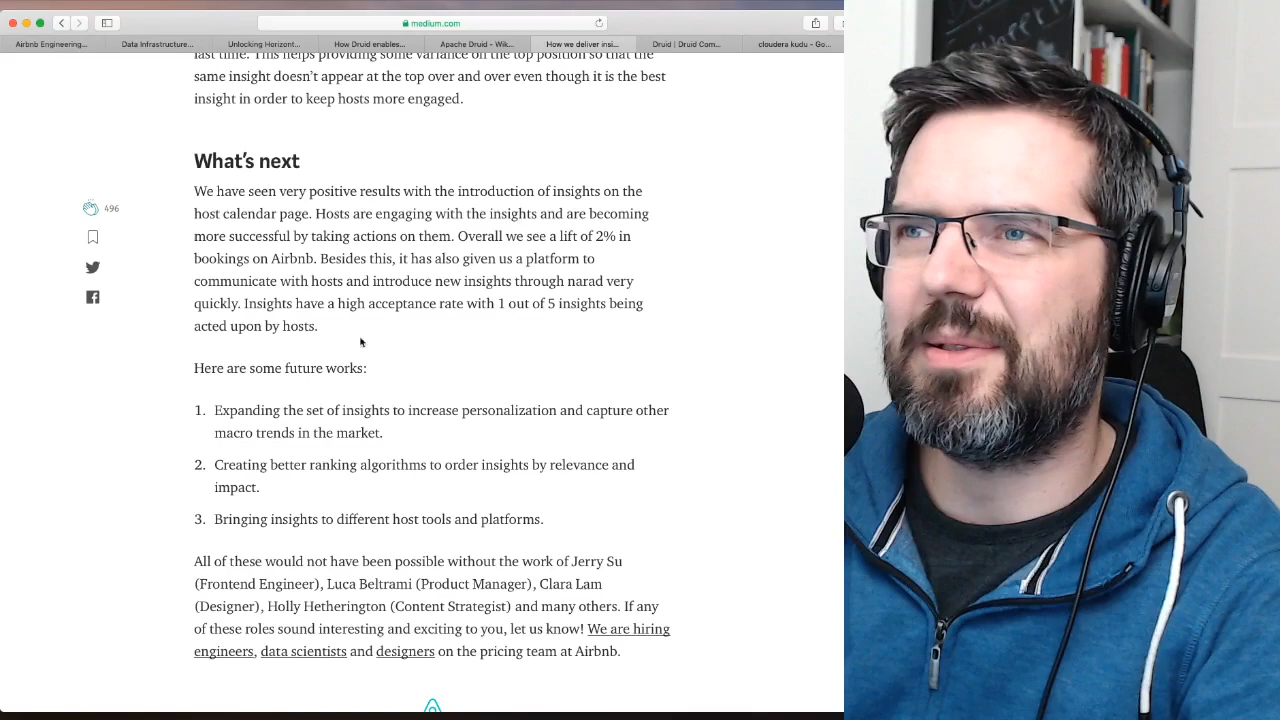 medium.com
Airbnb Engineering...
Data Infrastructure...
Unlocking Horizont...
How Druid enables...
Apache Druid - Wik...
How we deliver insi...
Druid | Druid Com...
cloudera kudu - Go...
last time. This helps providing some variance on the top position so that the
same insight doesn’t appear at the top over and over even though it is the best
insight in order to keep hosts more engaged.
What’s next
We have seen very positive results with the introduction of insights on the
host calendar page. Hosts are engaging with the insights and are becoming
more successful by taking actions on them. Overall we see a lift of 2% in
bookings on Airbnb. Besides this, it has also given us a platform to
communicate with hosts and introduce new insights through narad very
quickly. Insights have a high acceptance rate with 1 out of 5 insights being
acted upon by hosts.
496
Here are some future works:
1. Expanding the set of insights to increase personalization and capture other
macro trends in the market.
2. Creating better ranking algorithms to order insights by relevance and
impact.
3. Bringing insights to different host tools and platforms.
All of these would not have been possible without the work of Jerry Su
(Frontend Engineer), Luca Beltrami (Product Manager), Clara Lam
(Designer), Holly Hetherington (Content Strategist) and many others. If any
of these roles sound interesting and exciting to you, let us know! We are hiring
engineers, data scientists and designers on the pricing team at Airbnb.